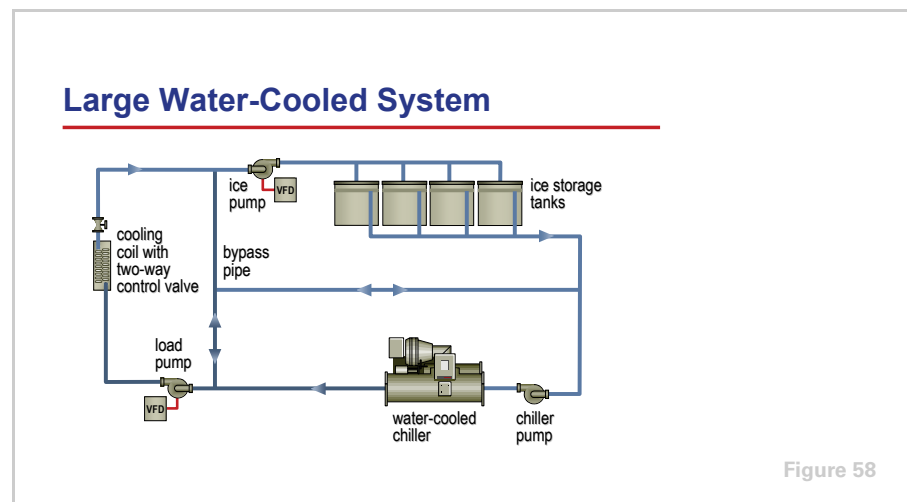 Large Water-Cooled System
ice
pump
VFD
ice storage
tanks
cooling
coil with
two-way
control valve
bypass
pipe
load
pump
VFD
water-cooled
chiller
chiller
pump
Figure 58